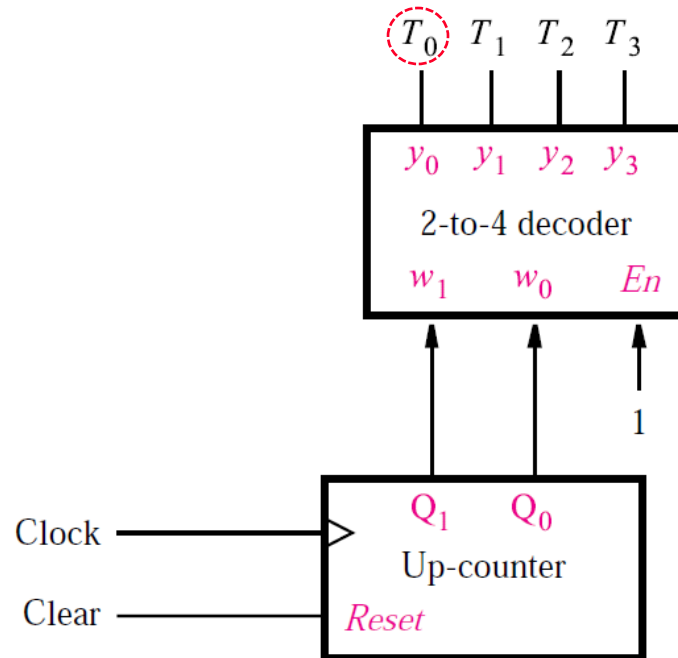 T0 T1 T2 T3
y0 y1 y2 y3
2-to-4 decoder
w1 w0 En
1
Q1 Q0
Clock
Up-counter
Clear
Reset